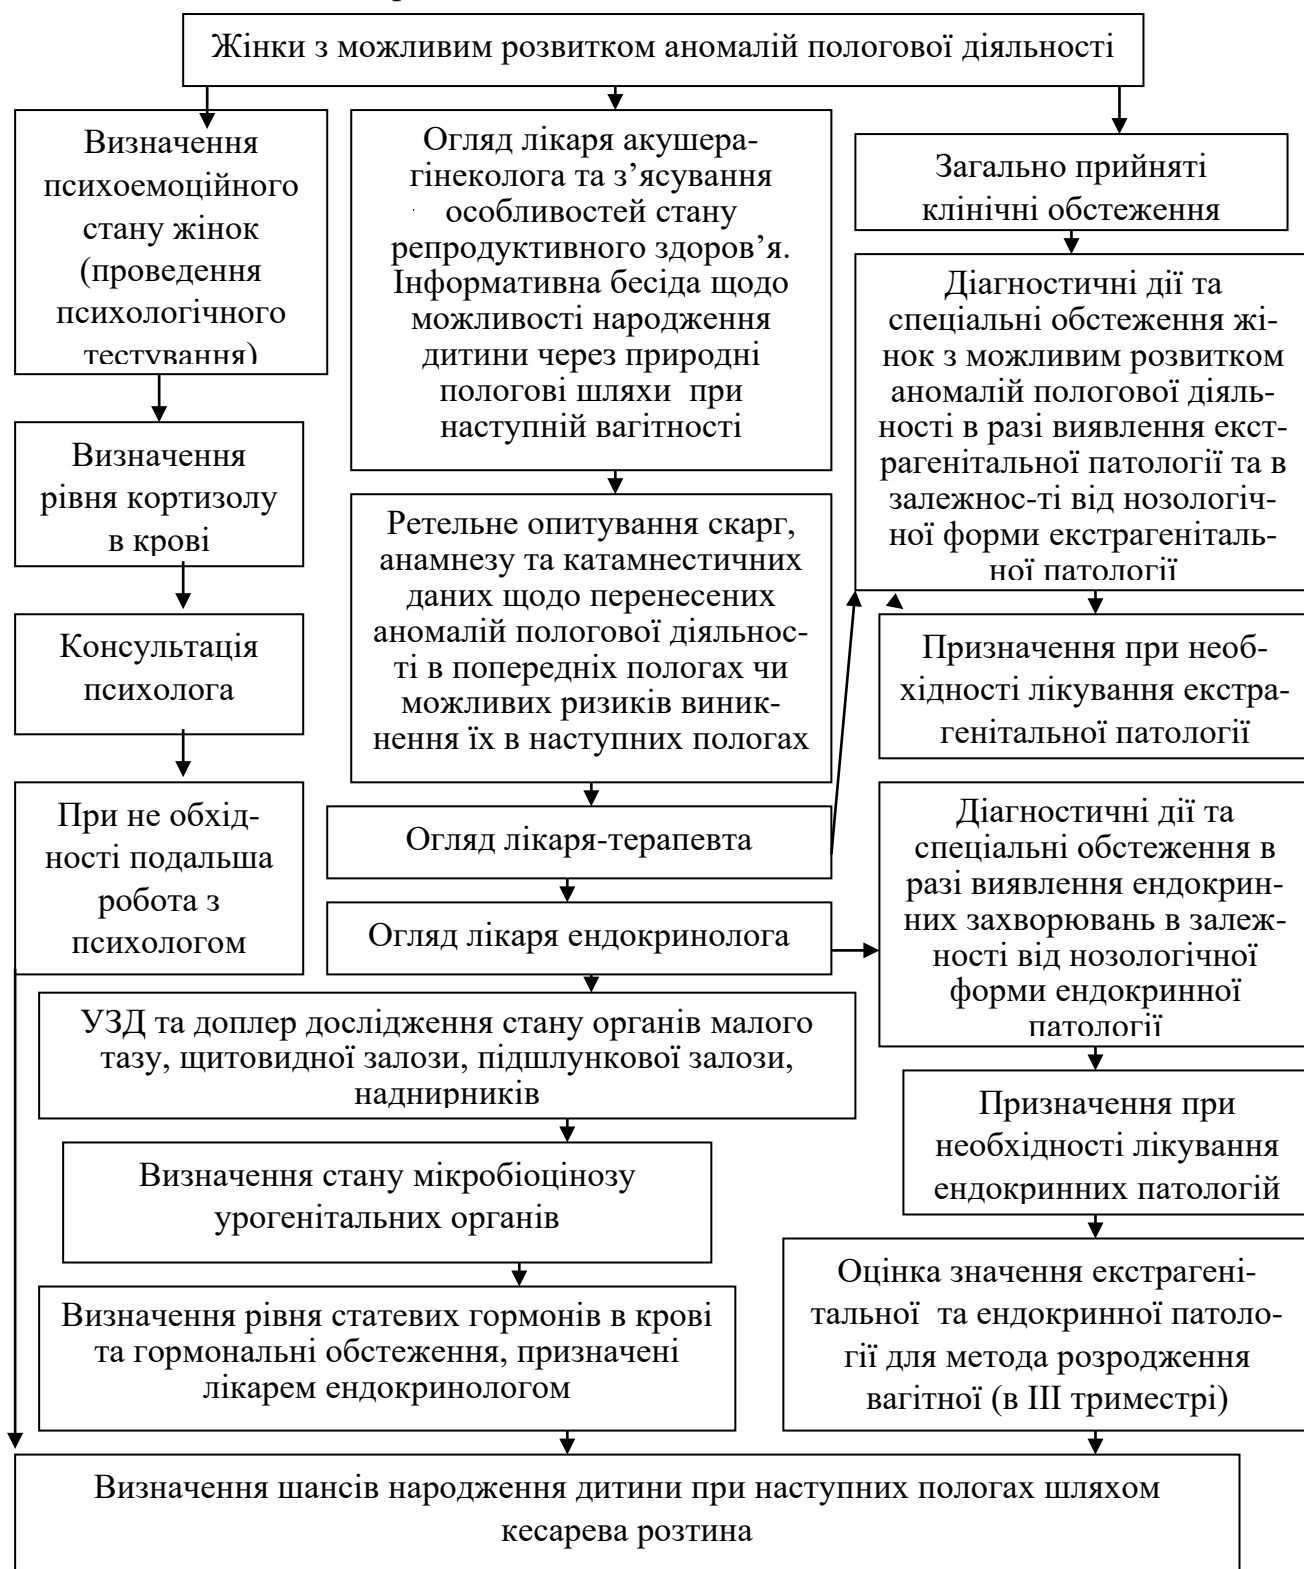 Жінки з можливим розвитком аномалій пологової діяльності
Визначення
психоемоційного
стану жінок
(проведення
психологічного
тестування)
Визначення
рівня кортизолу
в крові
Консультація
психолога
При не обхід-
ності подальша
робота з
психологом
Огляд лікаря акушера-
гінеколога та з’ясування
особливостей стану
репродуктивного здоров’я.
Інформативна бесіда щодо
можливості народження
дитини через природні
пологові шляхи при
наступній вагітності
Ретельне опитування скарг,
анамнезу та катамнестичних
даних щодо перенесених
аномалій пологової діяльнос-
ті в попередніх пологах чи
можливих ризиків виник-
нення їх в наступних пологах
Огляд лікаря-терапевта
Огляд лікаря ендокринолога
УЗД та доплер дослідження стану органів малого
тазу, щитовидної залози, підшлункової залози,
наднирників
Визначення стану мікробіоцінозу
урогенітальних органів
Визначення рівня статевих гормонів в крові
та гормональні обстеження, призначені
лікарем ендокринологом
Загально прийняті
клінічні обстеження
Діагностичні дії та
спеціальні обстеження жі-
нок з можливим розвитком
аномалій пологової діяль-
ності в разі виявлення екст-
рагенітальної патології та в
залежнос-ті від нозологіч-
ної форми екстрагеніталь-
ної патології
Призначення при необ-
хідності лікування екстра-
генітальної патології
Діагностичні дії та
спеціальні обстеження в
разі виявлення ендокрин-
них захворювань в залеж-
ності від нозологічної
форми ендокринної
патології
Призначення при
необхідності лікування
ендокринних патологій
Оцінка значення екстрагені-
тальної та ендокринної патоло-
гії для метода розродження
вагітної (в ІІІ триместрі)
Визначення шансів народження дитини при наступних пологах шляхом
кесарева розтина